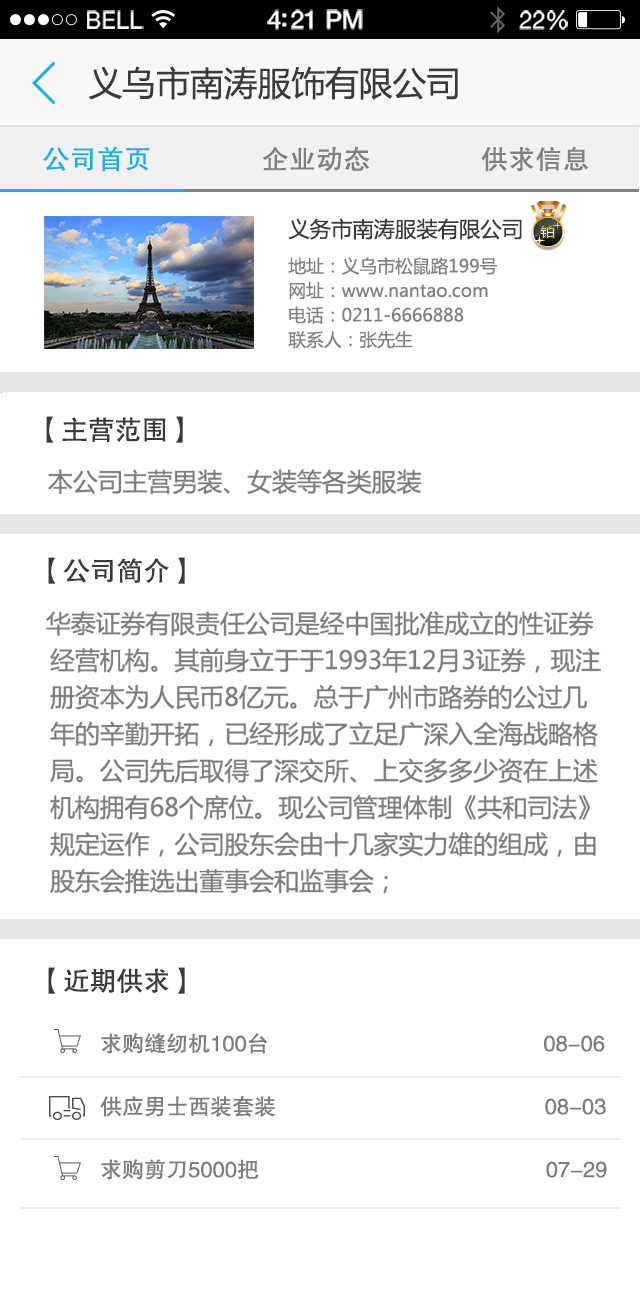 BELL 4:21 PM 22%
义乌市南涛服饰有限公司
公司首页 企业动态 供求信息
义务市南涛服装有限公司 铂
地址：义乌市松鼠路199号
网址：www.nantao.com
电话：0211-6666888
联系人：张先生
【主营范围】
本公司主营男装、女装等各类服装
【公司简介】
华泰证券有限责任公司是经中国批准成立的性证券
经营机构。其前身立于于1993年12月3证券，现注
册资本为人民币8亿元。总于广州市路券的公过几
年的辛勤开拓，已经形成了立足广深入全海战略格
局。公司先后取得了深交所、上交多多少资在上述
机构拥有68个席位。现公司管理体制《共和司法》
规定运作，公司股东会由十几家实力雄的组成，由
股东会推选出董事会和监事会；
【近期供求】
求购缝纫机100台 08-06
供应男士西装套装 08-03
求购剪刀5000把 07-29